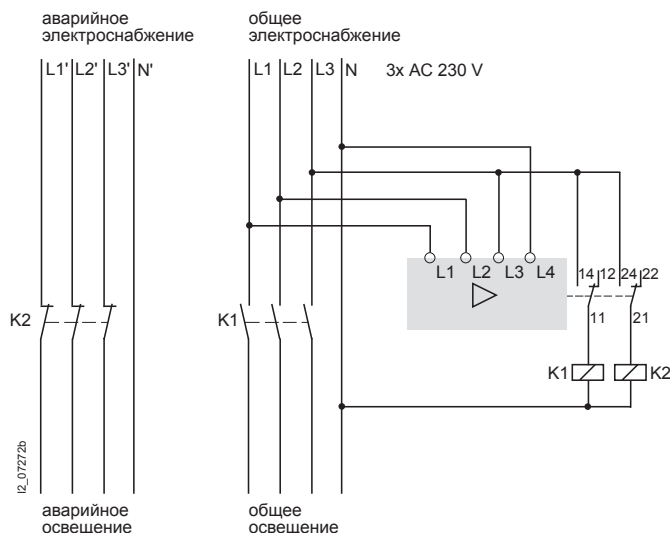 аварийное
электроснабжение
общее
электроснабжение
L1' L2' L3' N'
L1 L2 L3 N 3x AC 230 V
L1 L2 L3 L4
14 12 24 22
11 21
K2 K1
K1 K2
I2_07272b
аварийное
освещение
общее
освещение